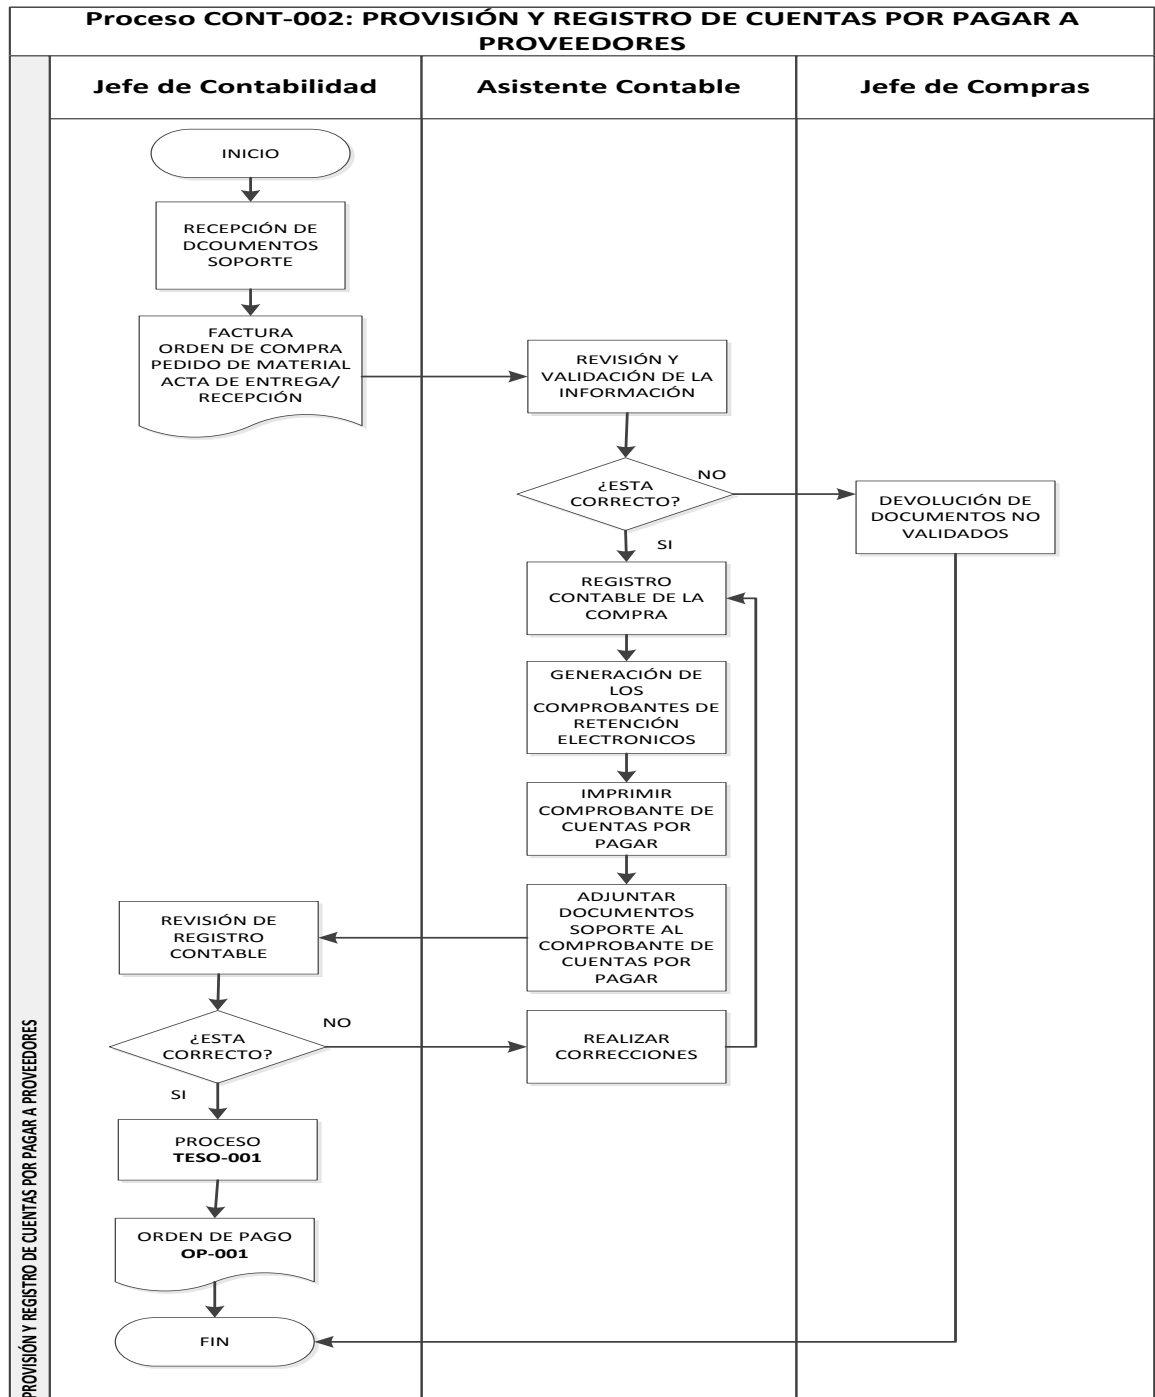 Proceso CONT-002: PROVISIÓN Y REGISTRO DE CUENTAS POR PAGAR A
PROVEEDORES
Jefe de Contabilidad
Asistente Contable
Jefe de Compras
INICIO
RECEPCIÓN DE
DCOUMENTOS
SOPORTE
FACTURA
ORDEN DE COMPRA
PEDIDO DE MATERIAL
ACTA DE ENTREGA/
RECEPCIÓN
REVISIÓN Y
VALIDACIÓN DE LA
INFORMACIÓN
¿ESTA
CORRECTO?
NO
DEVOLUCIÓN DE
DOCUMENTOS NO
VALIDADOS
SI
REGISTRO
CONTABLE DE LA
COMPRA
GENERACIÓN DE
LOS
COMPROBANTES DE
RETENCIÓN
ELECTRONICOS
IMPRIMIR
COMPROBANTE DE
CUENTAS POR
PAGAR
ADJUNTAR
DOCUMENTOS
SOPORTE AL
COMPROBANTE DE
CUENTAS POR
PAGAR
REVISIÓN DE
REGISTRO
CONTABLE
¿ESTA
CORRECTO?
NO
REALIZAR
CORRECCIONES
SI
PROCESO
TESO-001
ORDEN DE PAGO
OP-001
FIN
PROVISIÓN Y REGISTRO DE CUENTAS POR PAGAR A PROVEEDORES